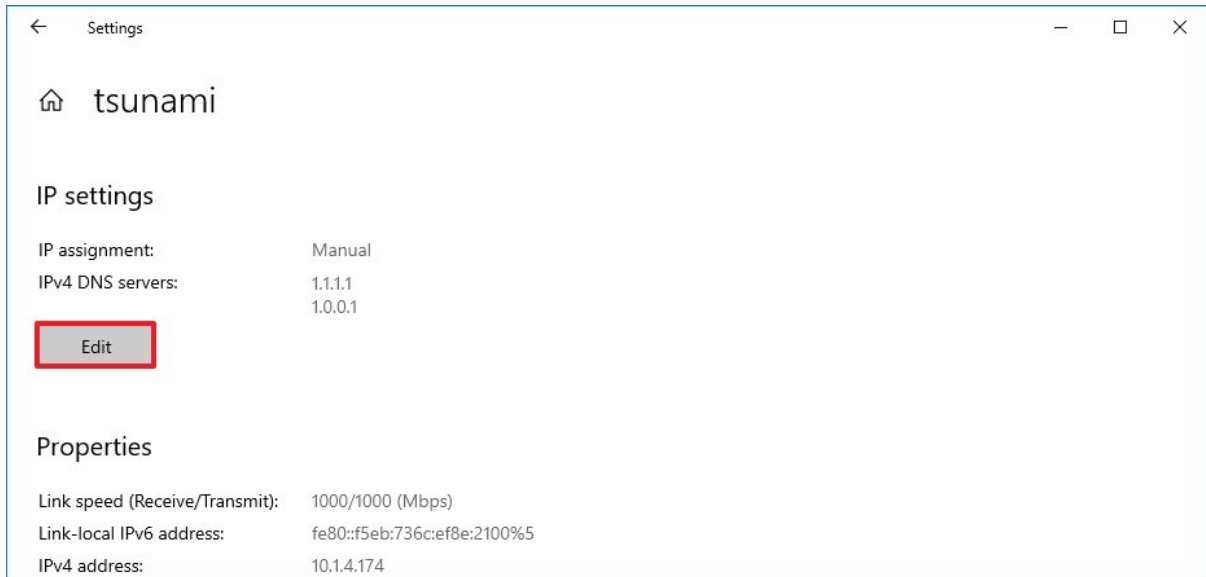 Settings
tsunami
IP settings
IP assignment: Manual
IPv4 DNS servers: 1.1.1.1
1.0.0.1
Edit
Properties
Link speed (Receive/Transmit): 1000/1000 (Mbps)
Link-local IPv6 address: fe80::f5eb:736c:ef8e:2100%5
IPv4 address: 10.1.4.174